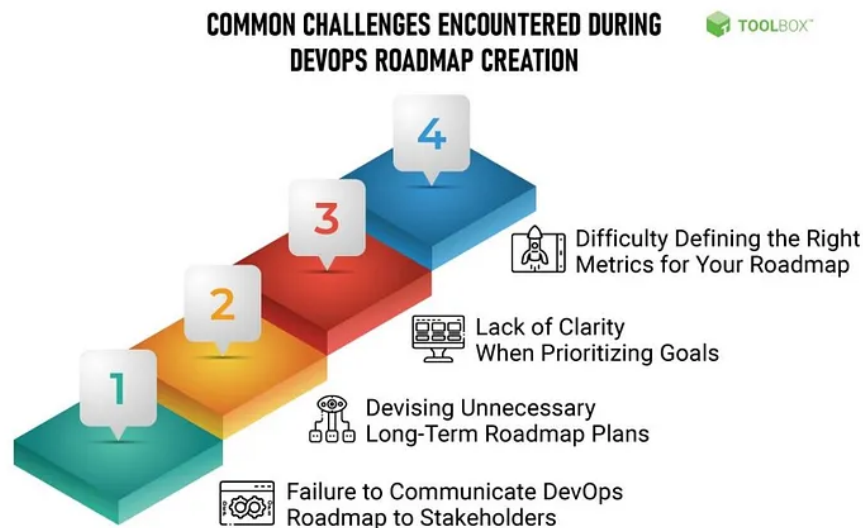 COMMON CHALLENGES ENCOUNTERED DURING
DEVOPS ROADMAP CREATION
TOOLBOX™
4
Difficulty Defining the Right
Metrics for Your Roadmap
3
Lack of Clarity
When Prioritizing Goals
2
Devising Unnecessary
Long-Term Roadmap Plans
1
Failure to Communicate DevOps
Roadmap to Stakeholders